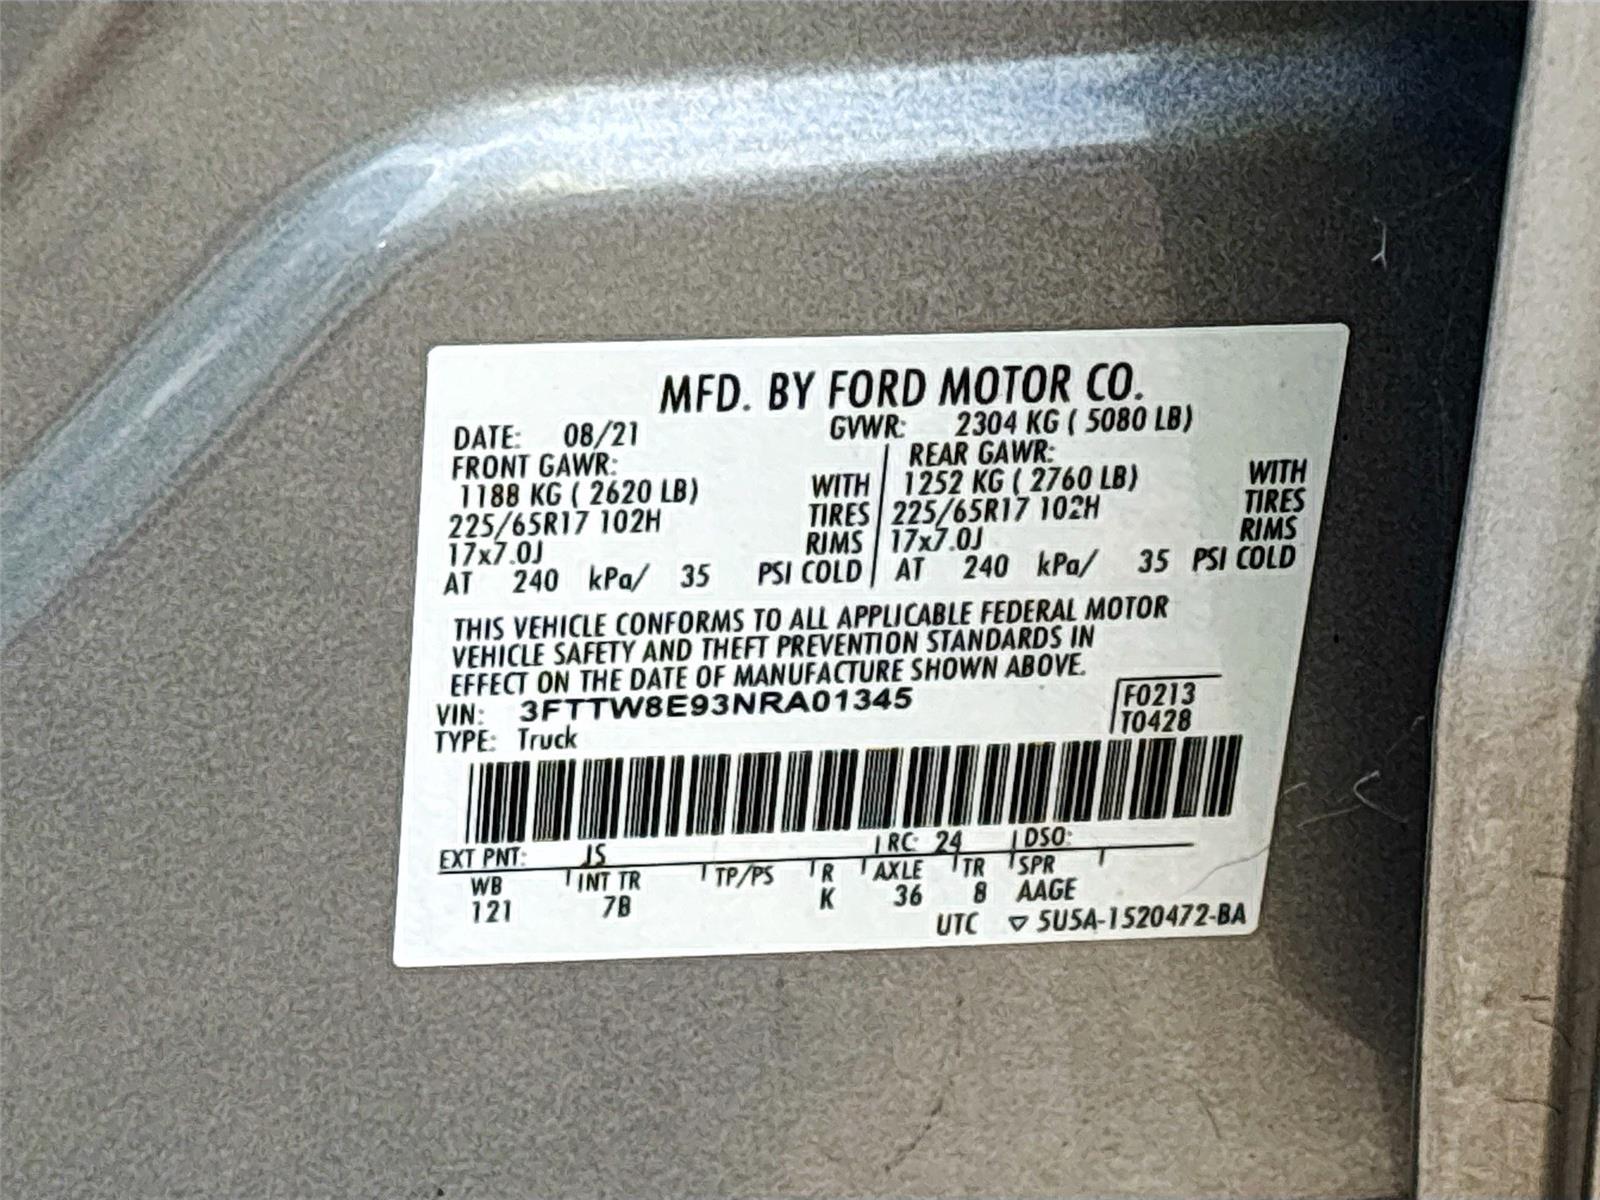 MFD. BY FORD MOTOR CO.
DATE: 08/21 GVWR: 2304 KG ( 5080 LB)
FRONT GAWR: REAR GAWR:
1188 KG ( 2620 LB) WITH 1252 KG ( 2760 LB) WITH
225/65R17 102H TIRES 225/65R17 102H TIRES
17x7.0J RIMS 17x7.0J RIMS
AT 240 kPa/ 35 PSI COLD AT 240 kPa/ 35 PSI COLD
THIS VEHICLE CONFORMS TO ALL APPLICABLE FEDERAL MOTOR
VEHICLE SAFETY AND THEFT PREVENTION STANDARDS IN
EFFECT ON THE DATE OF MANUFACTURE SHOWN ABOVE.
VIN: 3FTTW8E93NRA01345 F0213
TYPE: Truck T0428
EXT PNT: JS RC: 24 DSO:
WB INT TR TP/PS R AXLE TR SPR
121 7B K 36 8 AAGE
UTC ▽ 5U5A-1520472-BA